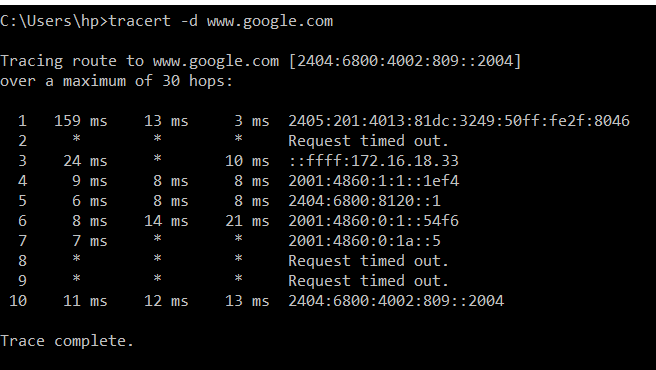 C:\Users\hp>tracert -d www.google.com
Tracing route to www.google.com [2404:6800:4002:809::2004]
over a maximum of 30 hops:
1 159 ms 13 ms 3 ms 2405:201:4013:81dc:3249:50ff:fe2f:8046
2 * * * Request timed out.
3 24 ms * 10 ms ::ffff:172.16.18.33
4 9 ms 8 ms 8 ms 2001:4860:1:1::1ef4
5 6 ms 8 ms 8 ms 2404:6800:8120::1
6 8 ms 14 ms 21 ms 2001:4860:0:1::54f6
7 7 ms * * 2001:4860:0:1a::5
8 * * * Request timed out.
9 * * * Request timed out.
10 11 ms 12 ms 13 ms 2404:6800:4002:809::2004
Trace complete.